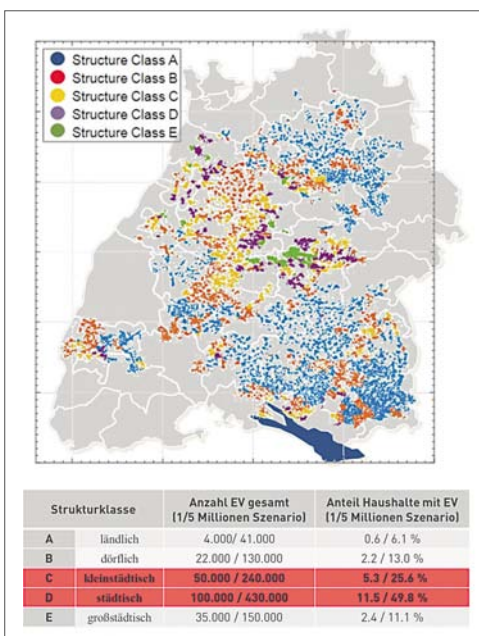 Structure Class A
Structure Class B
Structure Class C
Structure Class D
Structure Class E
Strukturklasse
Anzahl EV gesamt
(1/5 Millionen Szenario)
Anteil Haushalte mit EV
(1/5 Millionen Szenario)
A ländlich 4.000/ 41.000 0.6 / 6.1 %
B dörflich 22.000 / 130.000 2.2 / 13.0 %
C kleinstädtisch 50.000 / 240.000 5.3 / 25.6 %
D städtisch 100.000 / 430.000 11.5 / 49.8 %
E großstädtisch 35.000 / 150.000 2.4 / 11.1 %